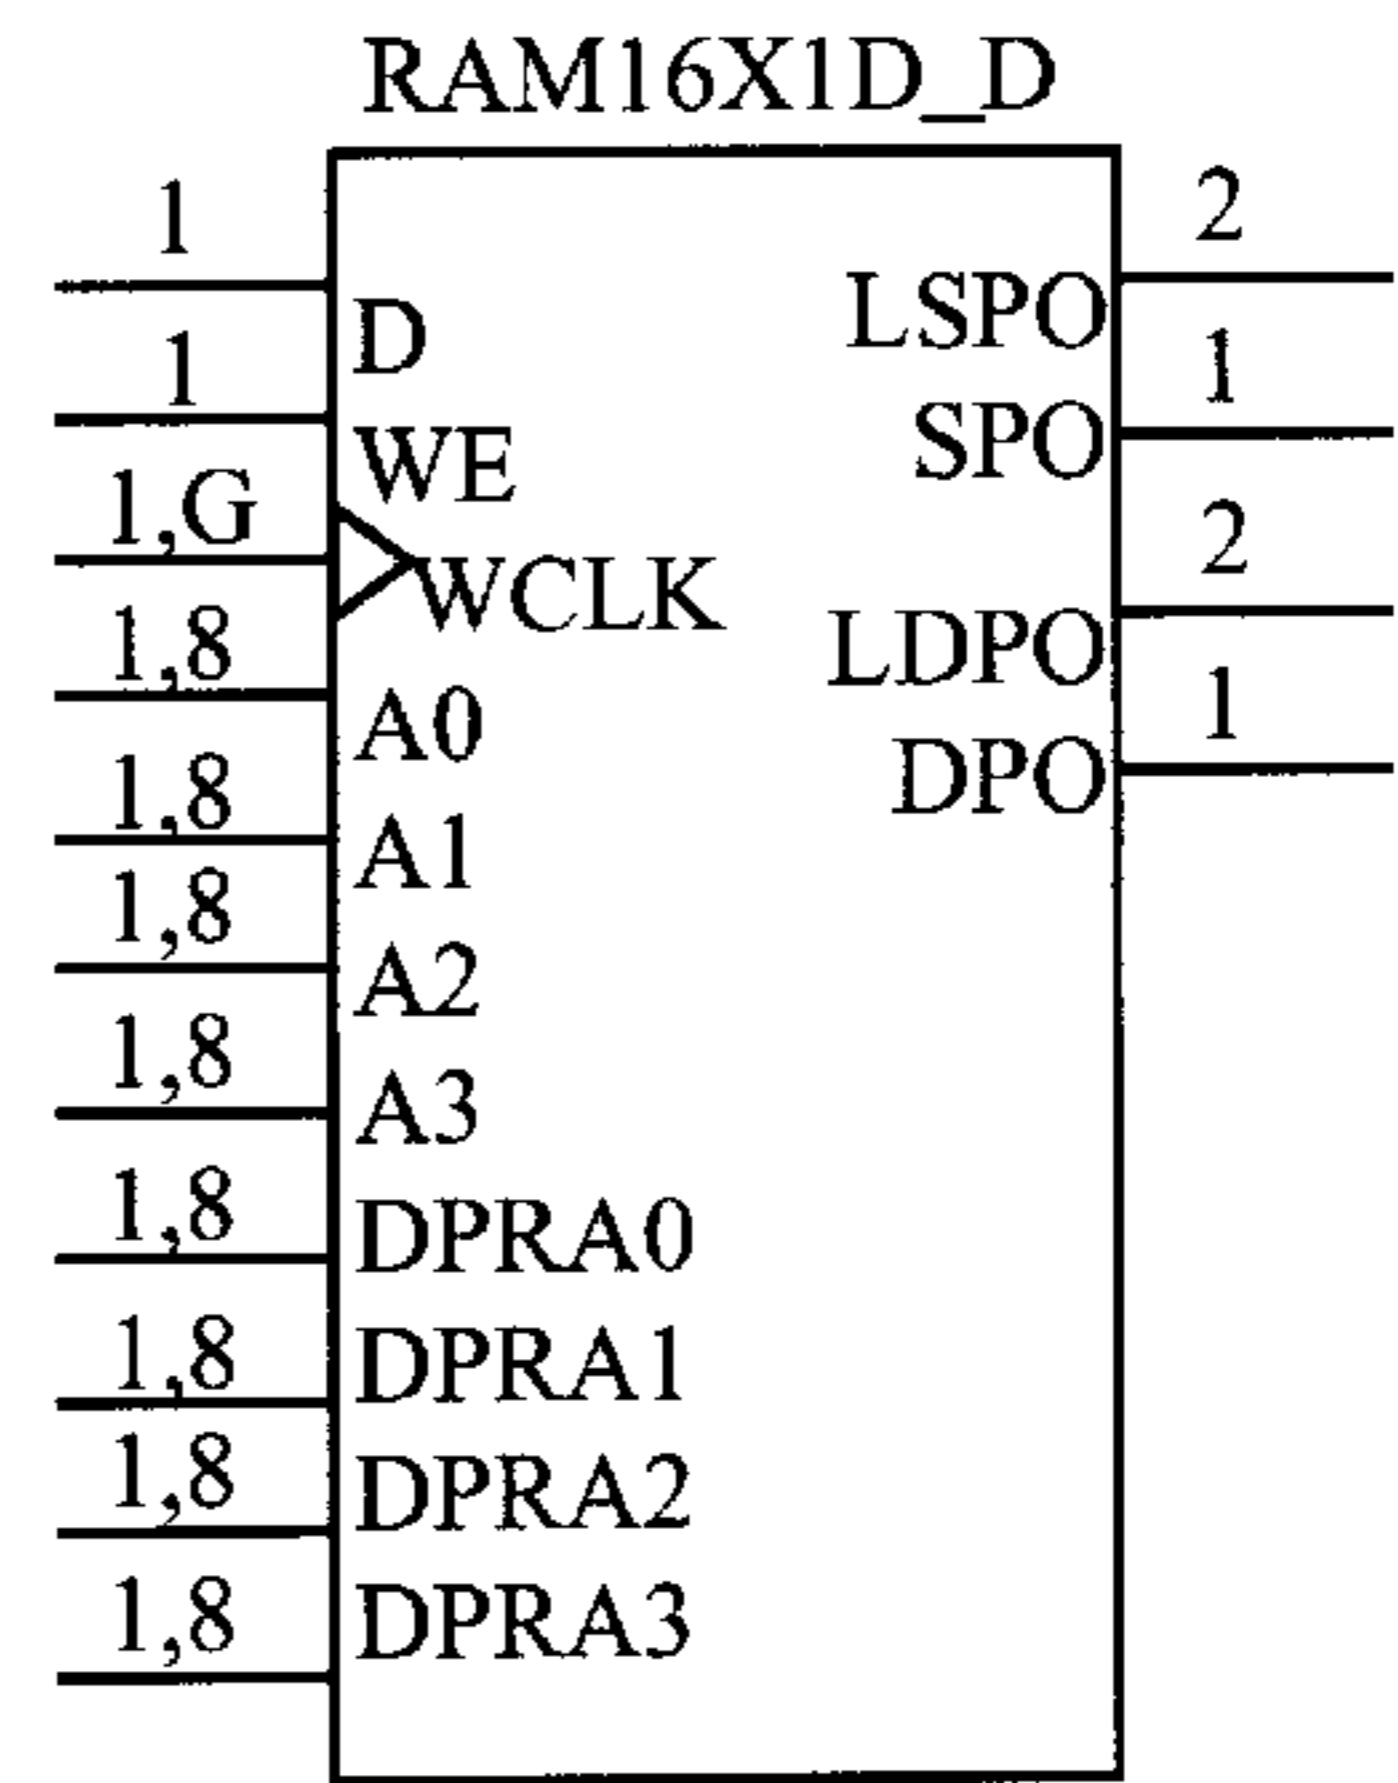 RAM16X1D_D
1
D
1
WE
1,G
WCLK
1,8
A0
1,8
A1
1,8
A2
1,8
A3
1,8
DPRA0
1,8
DPRA1
1,8
DPRA2
1,8
DPRA3
2
LSPO
1
SPO
2
LDPO
1
DPO